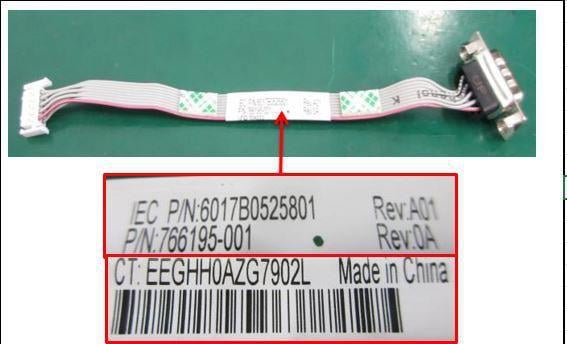 IEC P/N:6017B0525801 Rev:A01
P/N:766195-001 Rev:0A
CT: EEGHH0AZG7902L Made in China